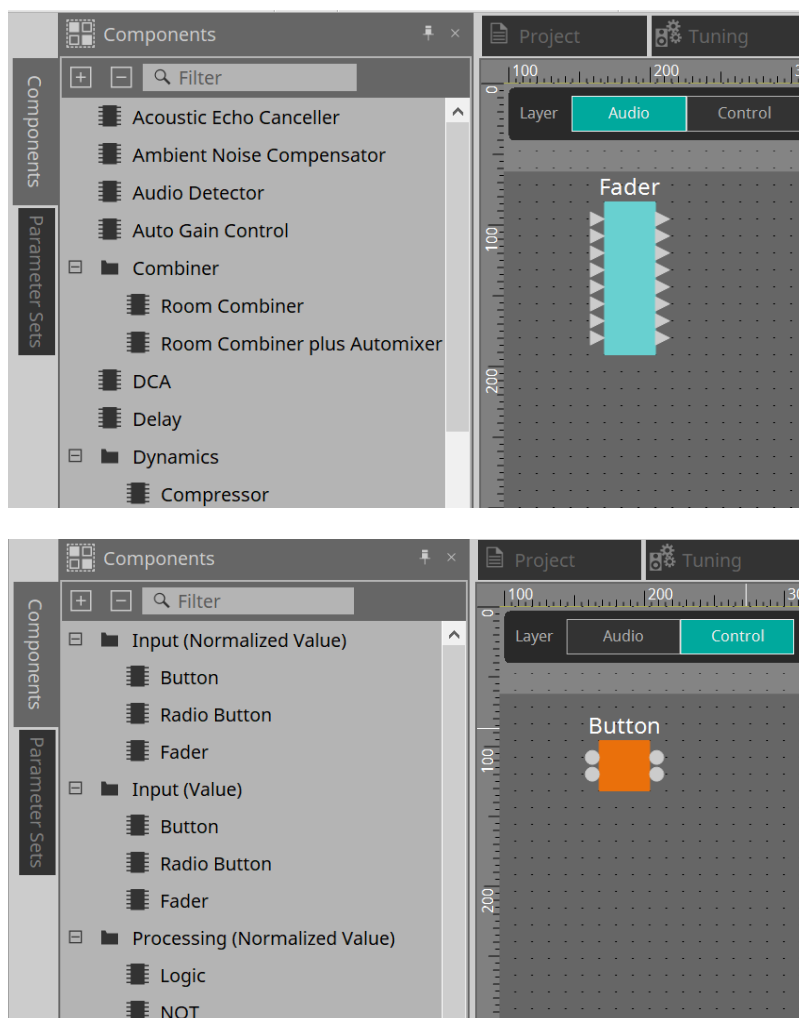 Components
Project
Tuning
Filter
100
200
3
Components
Parameter Sets
Acoustic Echo Canceller
Ambient Noise Compensator
Audio Detector
Auto Gain Control
Combiner
Room Combiner
Room Combiner plus Automixer
DCA
Delay
Dynamics
Compressor
0
Layer
Audio
Control
Fader
100
200
Components
Project
Tuning
Filter
100
200
30
Components
Parameter Sets
Input (Normalized Value)
Button
Radio Button
Fader
Input (Value)
Button
Radio Button
Fader
Processing (Normalized Value)
Logic
NOT
0
Layer
Audio
Control
Button
100
200